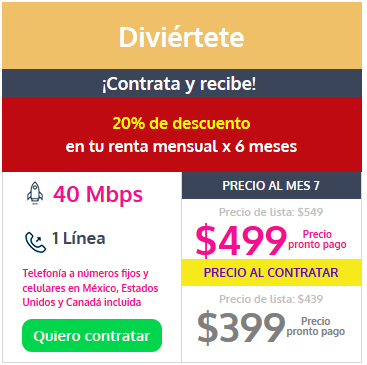 Diviértete
¡Contrata y recibe!
20% de descuento
en tu renta mensual x 6 meses
40 Mbps
1 Línea
Telefonía a números fijos y
celulares en México, Estados
Unidos y Canadá incluida
Quiero contratar
PRECIO AL MES 7
Precio de lista: $549
$499 Precio
pronto pago
PRECIO AL CONTRATAR
Precio de lista: $439
$399 Precio
pronto pago